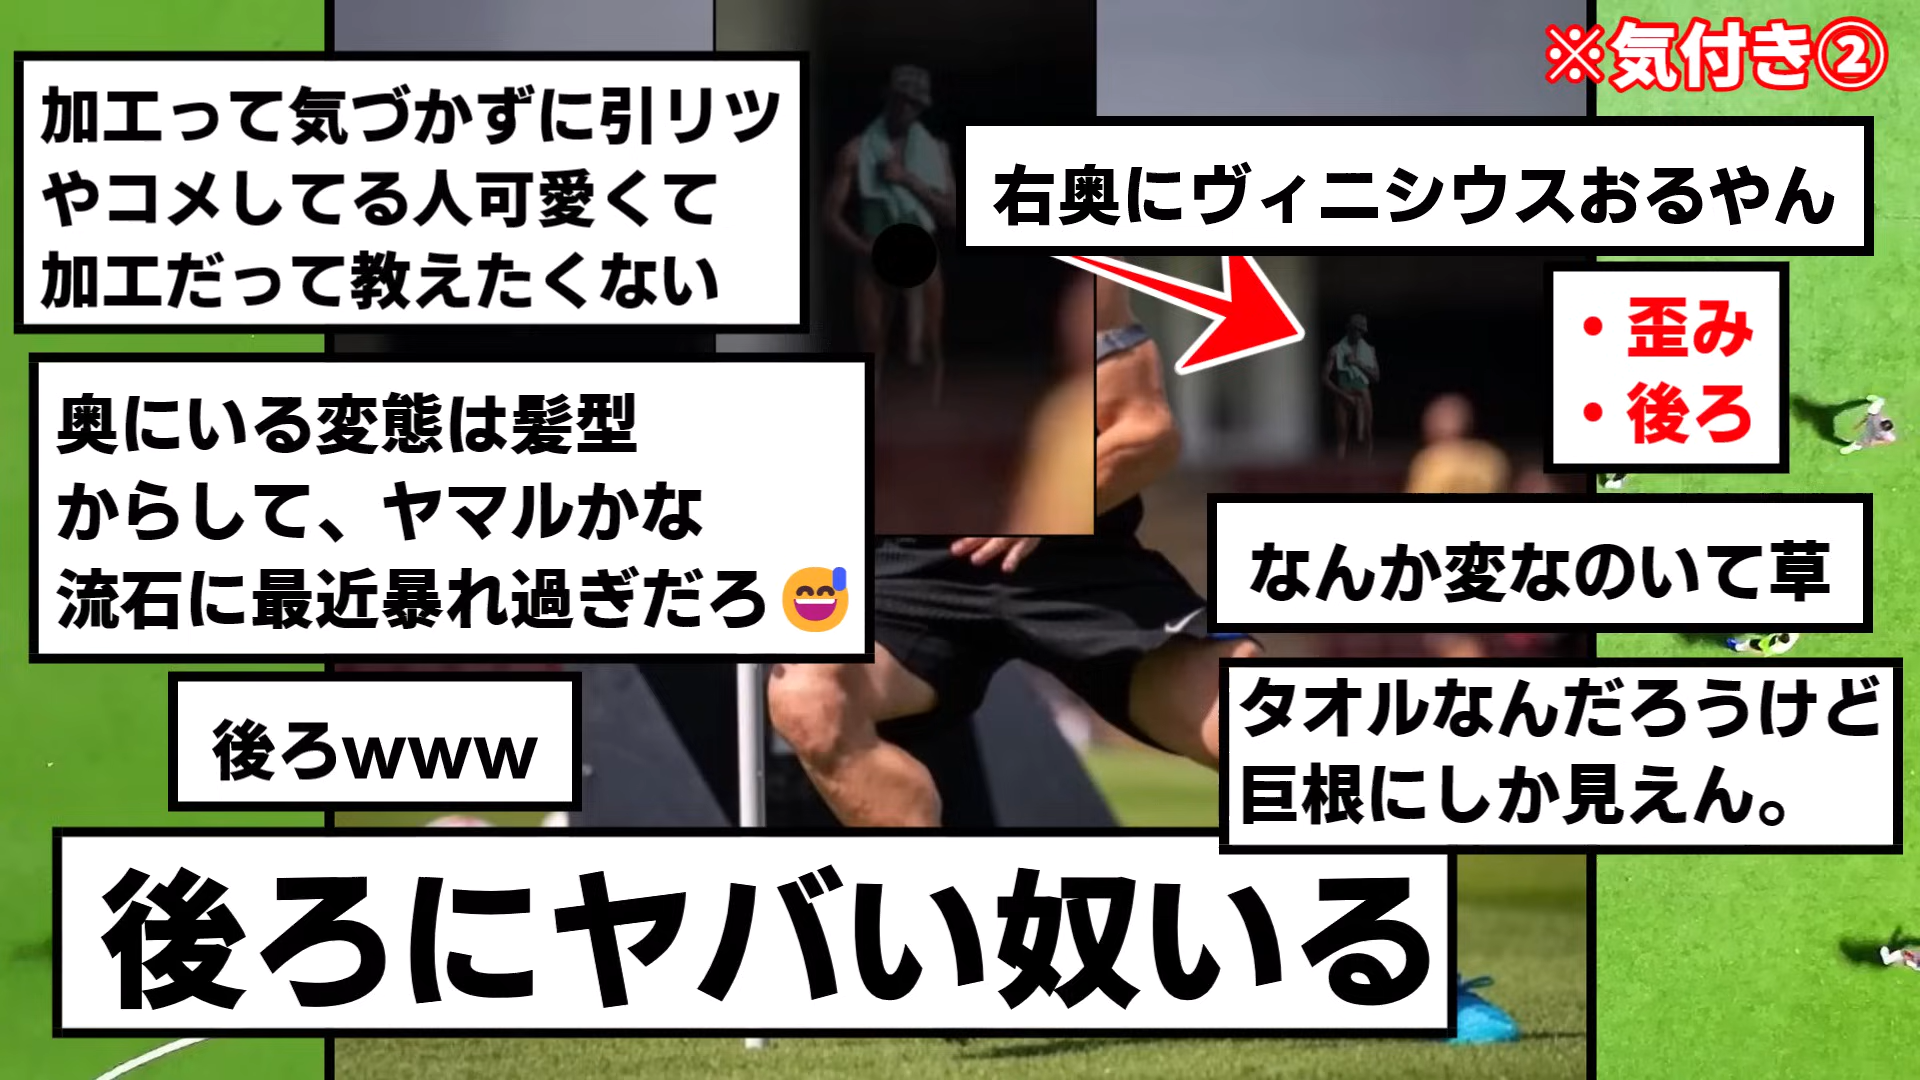 ※気付き②
加工って気づかずに引リツ
やコメしてる人可愛くて
加工だって教えたくない
右奥にヴィニシウスおるやん
・歪み
・後ろ
奥にいる変態は髪型
からして、ヤマルかな
流石に最近暴れ過ぎだろ😅
なんか変なのいて草
タオルなんだろうけど
巨根にしか見えん。
後ろwww
後ろにヤバい奴いる